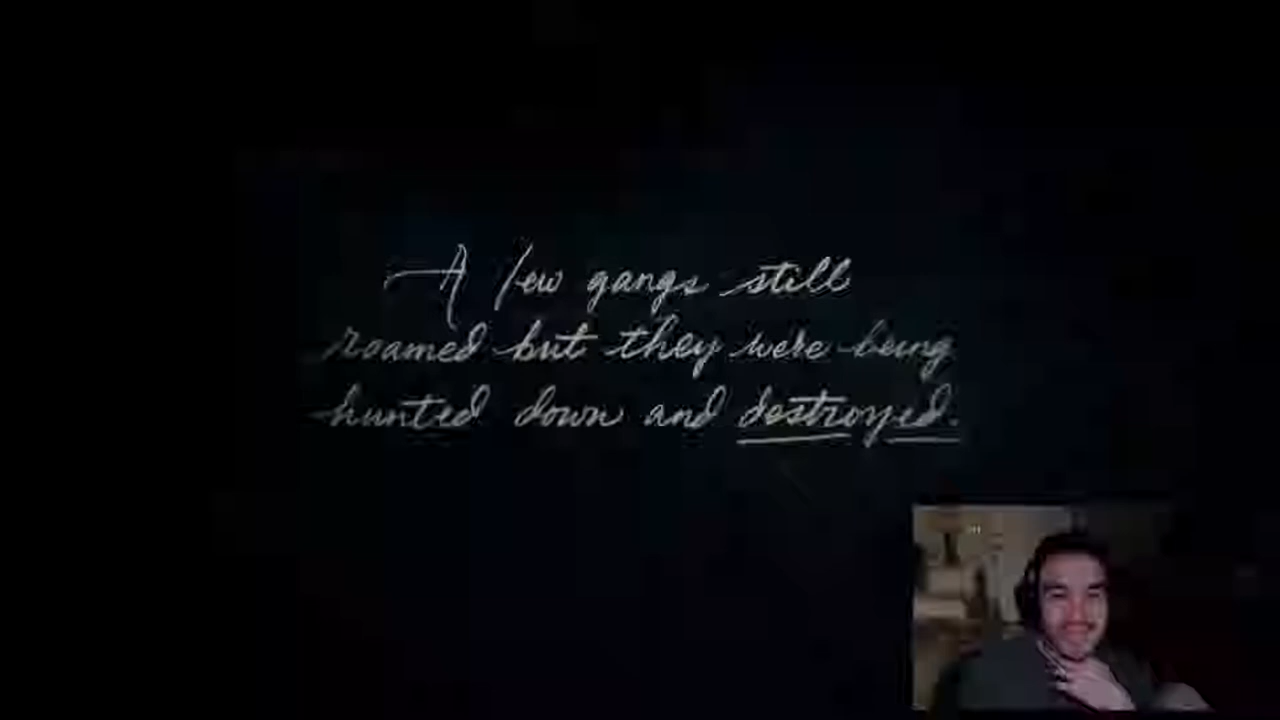 A few gangs still
roamed but they were being
hunted down and destroyed.